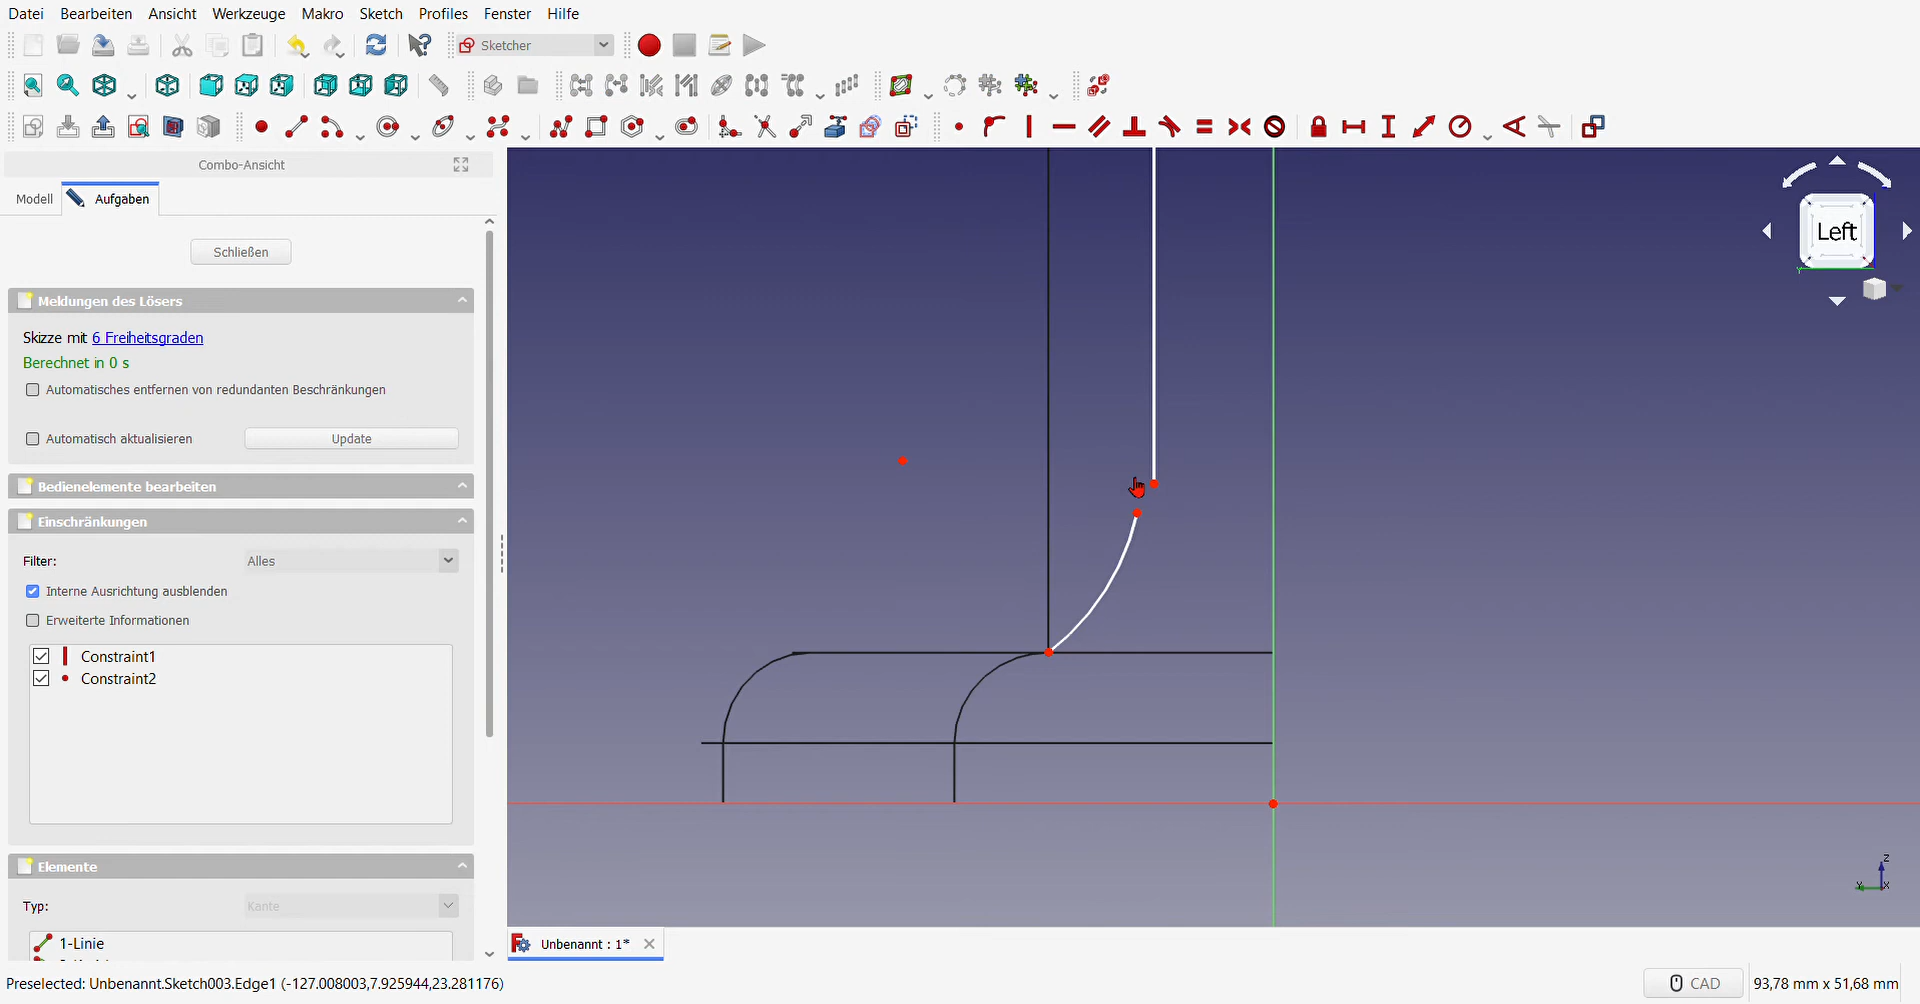 Datei Bearbeiten Ansicht Werkzeuge Makro Sketch Profiles Fenster Hilfe
Sketcher
Combo-Ansicht
Modell Aufgaben
Schließen
Meldungen des Lösers
Skizze mit 6 Freiheitsgraden
Berechnet in 0 s
Automatisches entfernen von redundanten Beschränkungen
Automatisch aktualisieren Update
Bedienelemente bearbeiten
Einschränkungen
Filter: Alles
Interne Ausrichtung ausblenden
Erweiterte Informationen
Constraint1
Constraint2
Elemente
Typ: Kante
1-Linie
Left
Y
Z
Y X
Unbenannt : 1*
Preselected: Unbenannt.Sketch003.Edge1 (-127.008003,7.925944,23.281176)
CAD 93,78 mm x 51,68 mm